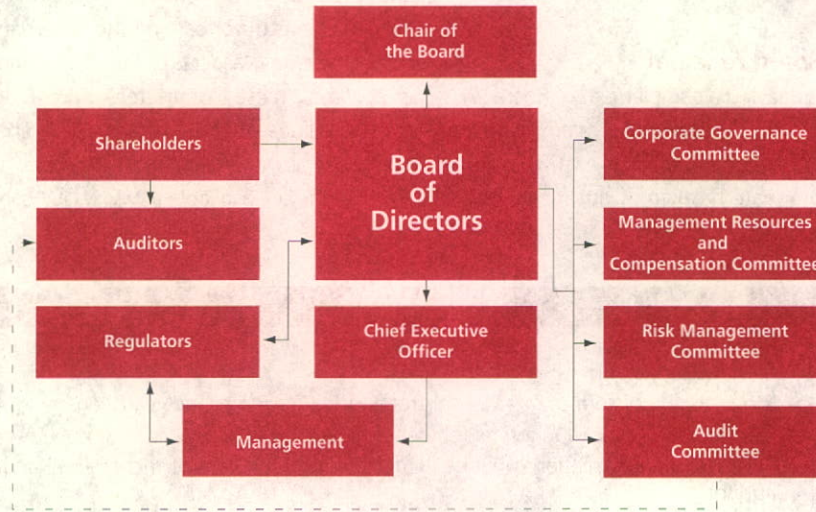 Chair of
the Board
Shareholders
Board
of
Directors
Corporate Governance
Committee
Auditors
Management Resources
and
Compensation Committee
Regulators
Chief Executive
Officer
Risk Management
Committee
Management
Audit
Committee